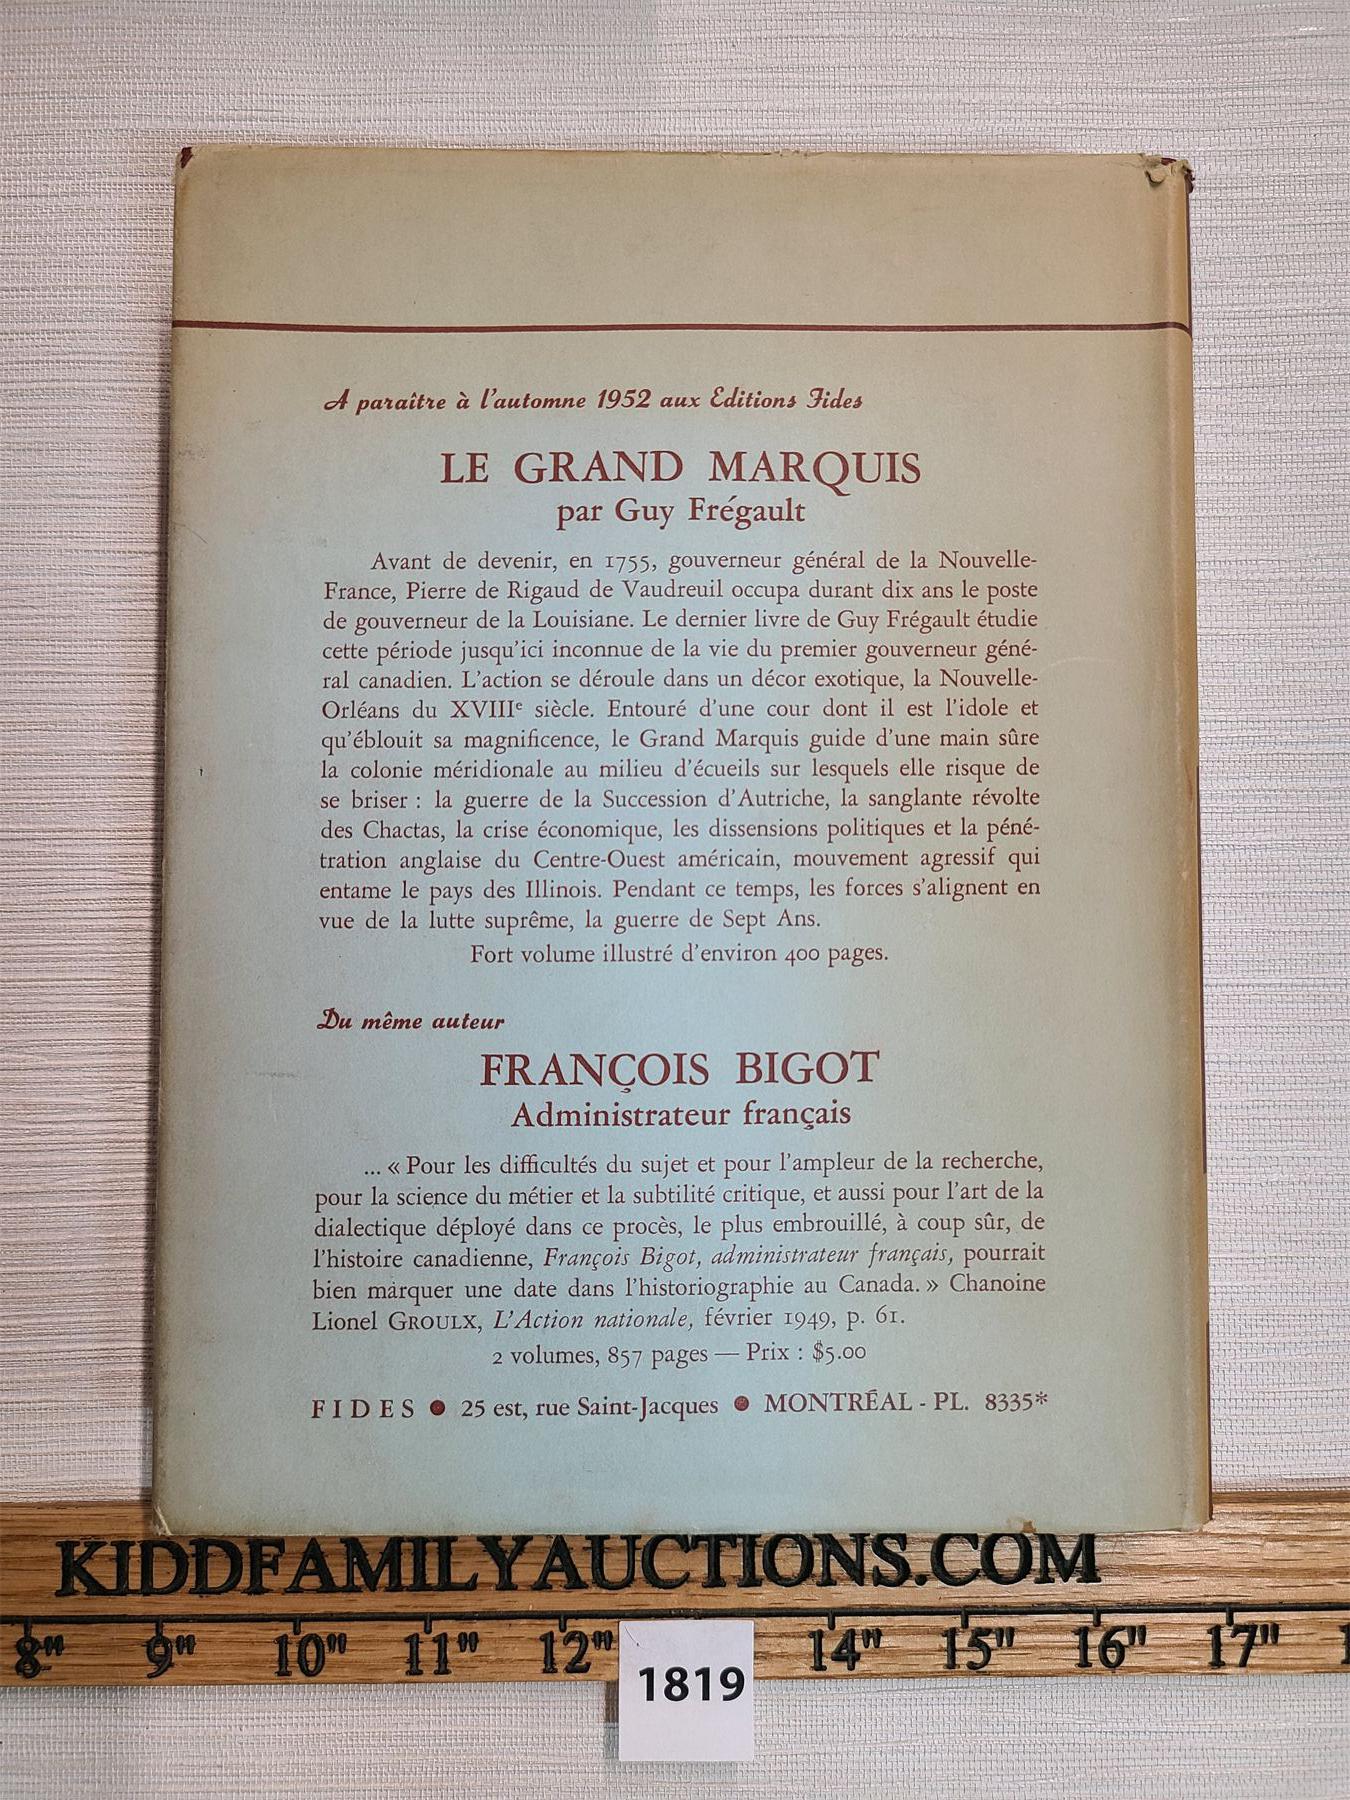 A paraître à l'automne 1952 aux Editions Fides
LE GRAND MARQUIS
par Guy Frégault
Avant de devenir, en 1755, gouverneur général de la Nouvelle-
France, Pierre de Rigaud de Vaudreuil occupa durant dix ans le poste
de gouverneur de la Louisiane. Le dernier livre de Guy Frégault étudie
cette période jusqu'ici inconnue de la vie du premier gouverneur géné-
ral canadien. L'action se déroule dans un décor exotique, la Nouvelle-
Orléans du XVIIIe siècle. Entouré d'une cour dont il est l'idole et
qu'éblouit sa magnificence, le Grand Marquis guide d'une main sûre
la colonie méridionale au milieu d'écueils sur lesquels elle risque de
se briser : la guerre de la Succession d'Autriche, la sanglante révolte
des Chactas, la crise économique, les dissensions politiques et la péné-
tration anglaise du Centre-Ouest américain, mouvement agressif qui
entame le pays des Illinois. Pendant ce temps, les forces s'alignent en
vue de la lutte suprême, la guerre de Sept Ans.
Fort volume illustré d'environ 400 pages.
Du même auteur
FRANÇOIS BIGOT
Administrateur français
... « Pour les difficultés du sujet et pour l'ampleur de la recherche,
pour la science du métier et la subtilité critique, et aussi pour l'art de la
dialectique déployé dans ce procès, le plus embrouillé, à coup sûr, de
l'histoire canadienne, François Bigot, administrateur français, pourrait
bien marquer une date dans l'historiographie au Canada. » Chanoine
Lionel GROULX, L'Action nationale, février 1949, p. 61.
2 volumes, 857 pages — Prix : $5.00
FIDES ● 25 est, rue Saint-Jacques ● MONTRÉAL - PL. 8335*
KIDDFAMILYAUCTIONS.COM
8" 9" 10" 11" 12" 14" 15" 16" 17"
1819